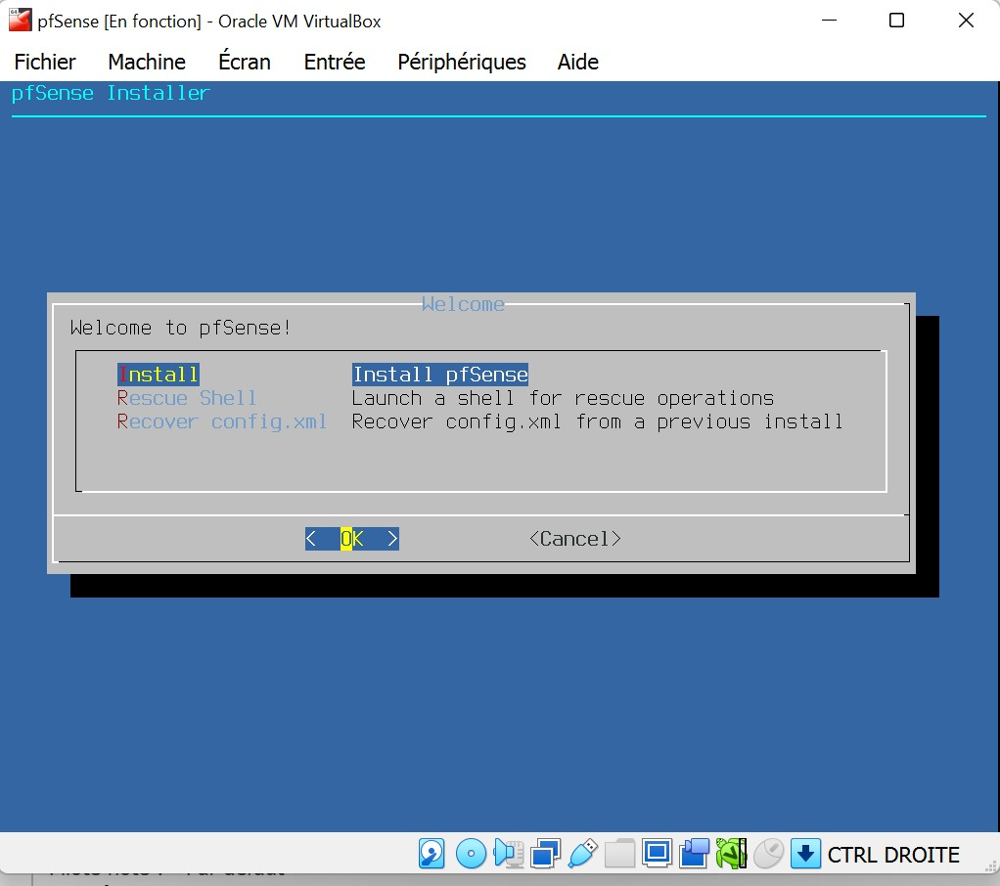 pfSense [En fonction] - Oracle VM VirtualBox
Fichier Machine Écran Entrée Périphériques Aide
pfSense Installer
Welcome
Welcome to pfSense!
Install Install pfSense
Rescue Shell Launch a shell for rescue operations
Recover config.xml Recover config.xml from a previous install
< OK > <Cancel>
CTRL DROITE